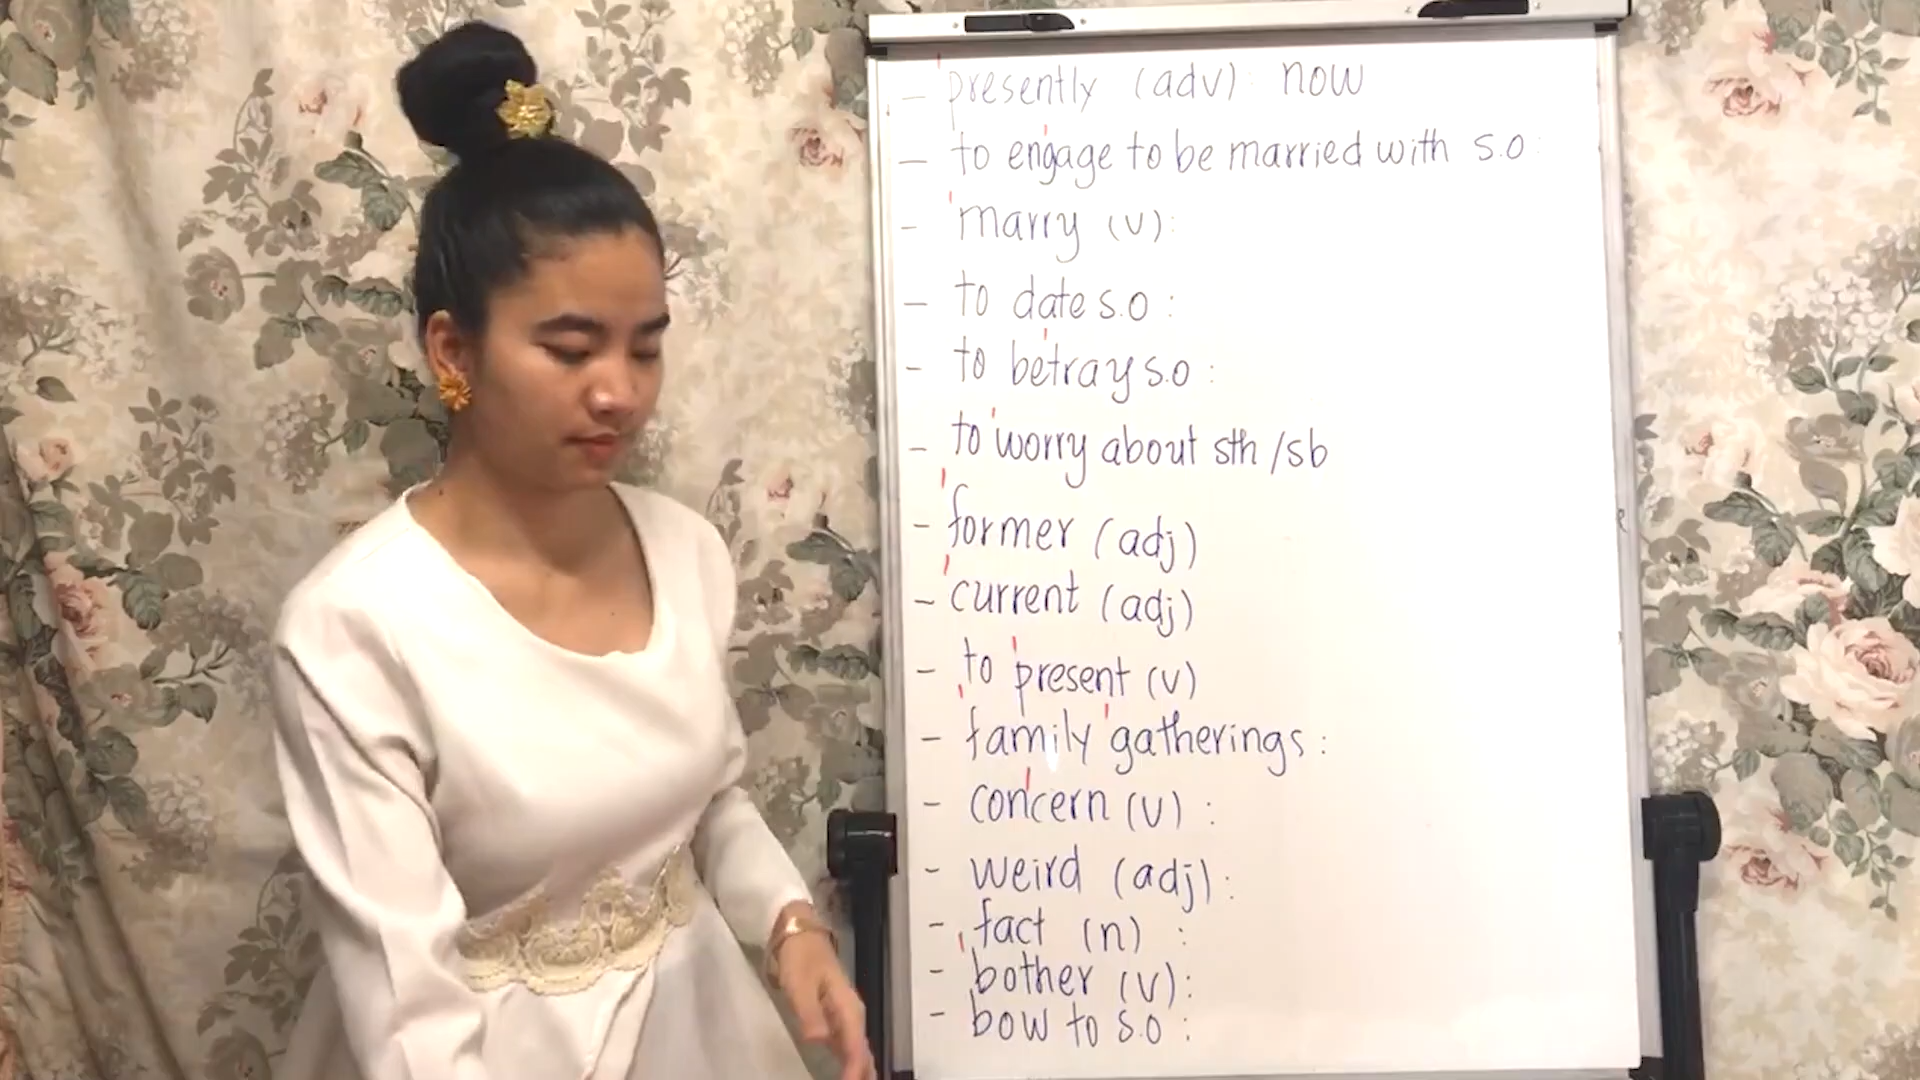 - presently (adv): now
- to engage to be married with s.o:
- marry (v):
- to date s.o:
- to betray s.o:
- to worry about sth/sb
- former (adj)
- current (adj)
- to present (v)
- family gatherings:
- concern (v):
- weird (adj):
- fact (n) :
- bother (v):
- bow to s.o: